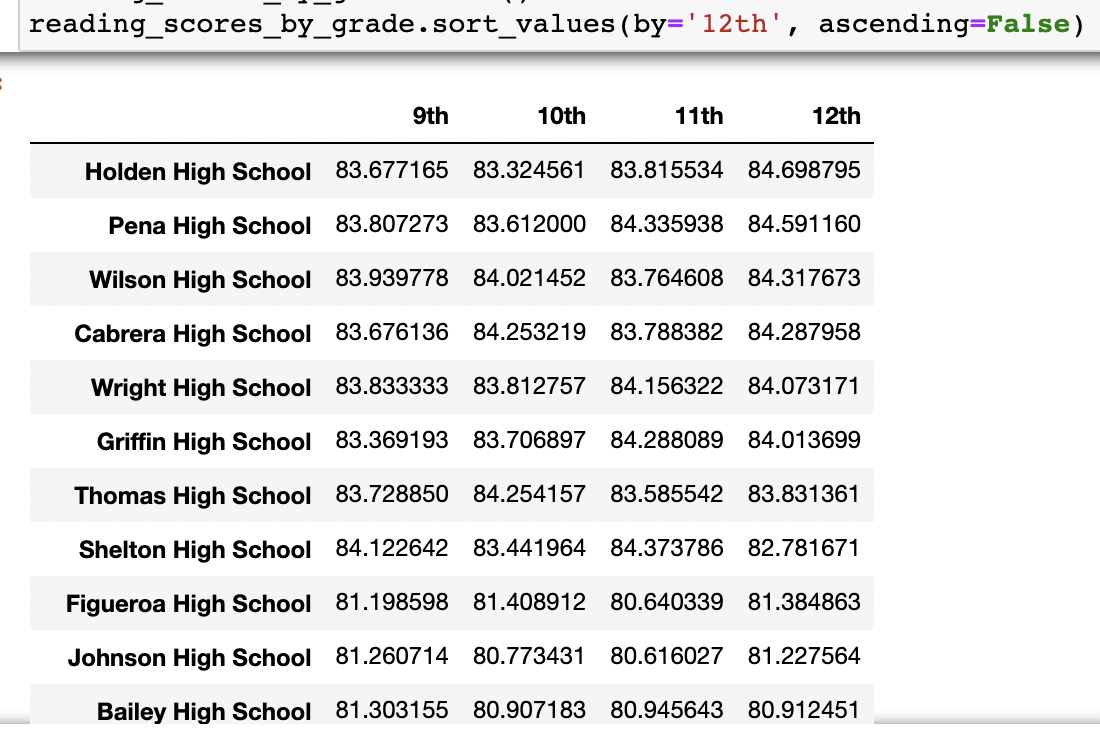 reading_scores_by_grade.sort_values(by='12th', ascending=False)
9th 10th 11th 12th
Holden High School 83.677165 83.324561 83.815534 84.698795
Pena High School 83.807273 83.612000 84.335938 84.591160
Wilson High School 83.939778 84.021452 83.764608 84.317673
Cabrera High School 83.676136 84.253219 83.788382 84.287958
Wright High School 83.833333 83.812757 84.156322 84.073171
Griffin High School 83.369193 83.706897 84.288089 84.013699
Thomas High School 83.728850 84.254157 83.585542 83.831361
Shelton High School 84.122642 83.441964 84.373786 82.781671
Figueroa High School 81.198598 81.408912 80.640339 81.384863
Johnson High School 81.260714 80.773431 80.616027 81.227564
Bailey High School 81.303155 80.907183 80.945643 80.912451